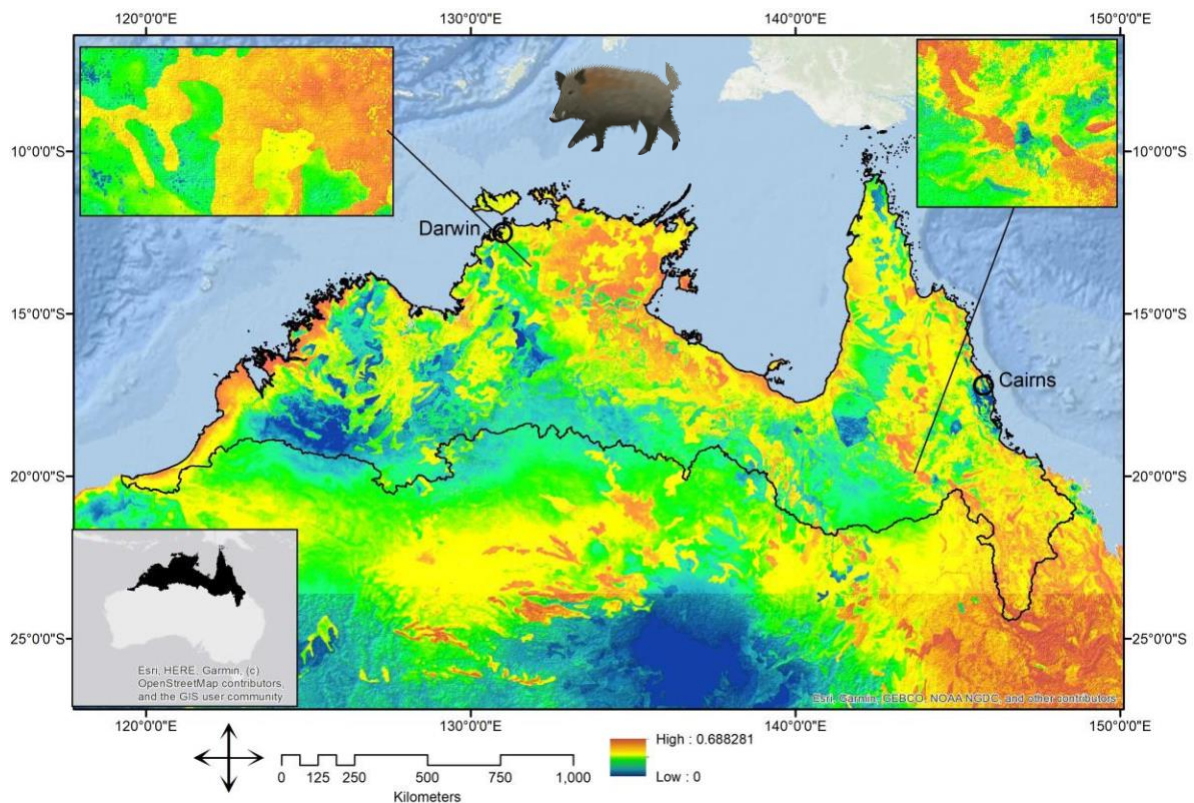 120°0'0"E
130°0'0"E
140°0'0"E
150°0'0"E
10°0'0"S
10°0'0"S
Darwin
15°0'0"S
15°0'0"S
Cairns
20°0'0"S
20°0'0"S
25°0'0"S
25°0'0"S
Esri, HERE, Garmin, (c)
OpenStreetMap contributors,
and the GIS user community
Esri, Garmin, GEBCO, NOAA NGDC, and other contributors
120°0'0"E
130°0'0"E
140°0'0"E
150°0'0"E
High : 0.688281
Low : 0
0 125 250 500 750 1,000
Kilometers